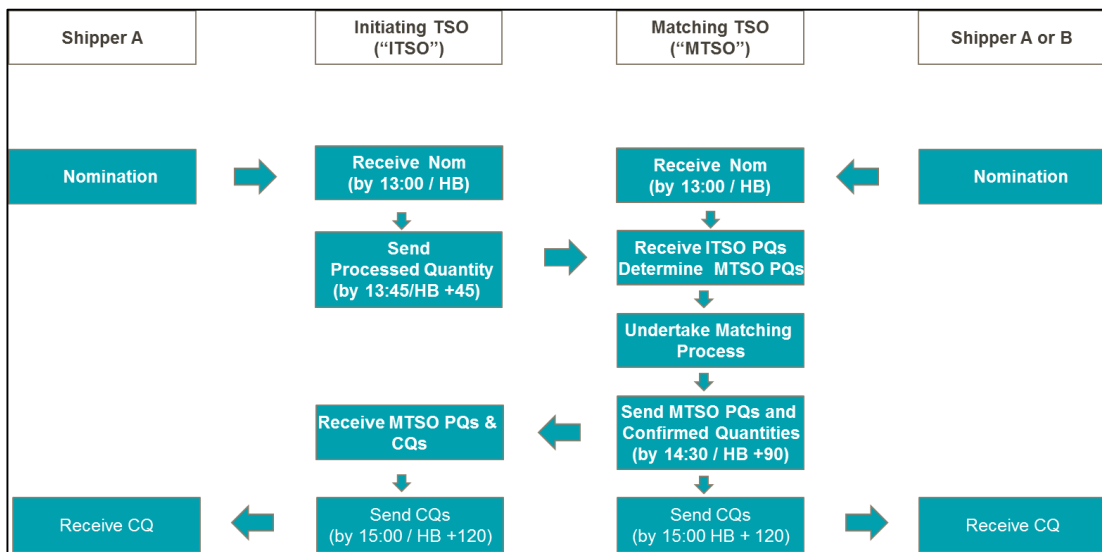 Shipper A
Initiating TSO
(“ITSO”)
Matching TSO
(“MTSO”)
Shipper A or B
Nomination
Receive Nom
(by 13:00 / HB)
Receive Nom
(by 13:00 / HB)
Nomination
Send
Processed Quantity
(by 13:45/HB +45)
Receive ITSO PQs
Determine MTSO PQs
Undertake Matching
Process
Receive MTSO PQs &
CQs
Send MTSO PQs and
Confirmed Quantities
(by 14:30 / HB +90)
Receive CQ
Send CQs
(by 15:00 / HB +120)
Send CQs
(by 15:00 HB + 120)
Receive CQ